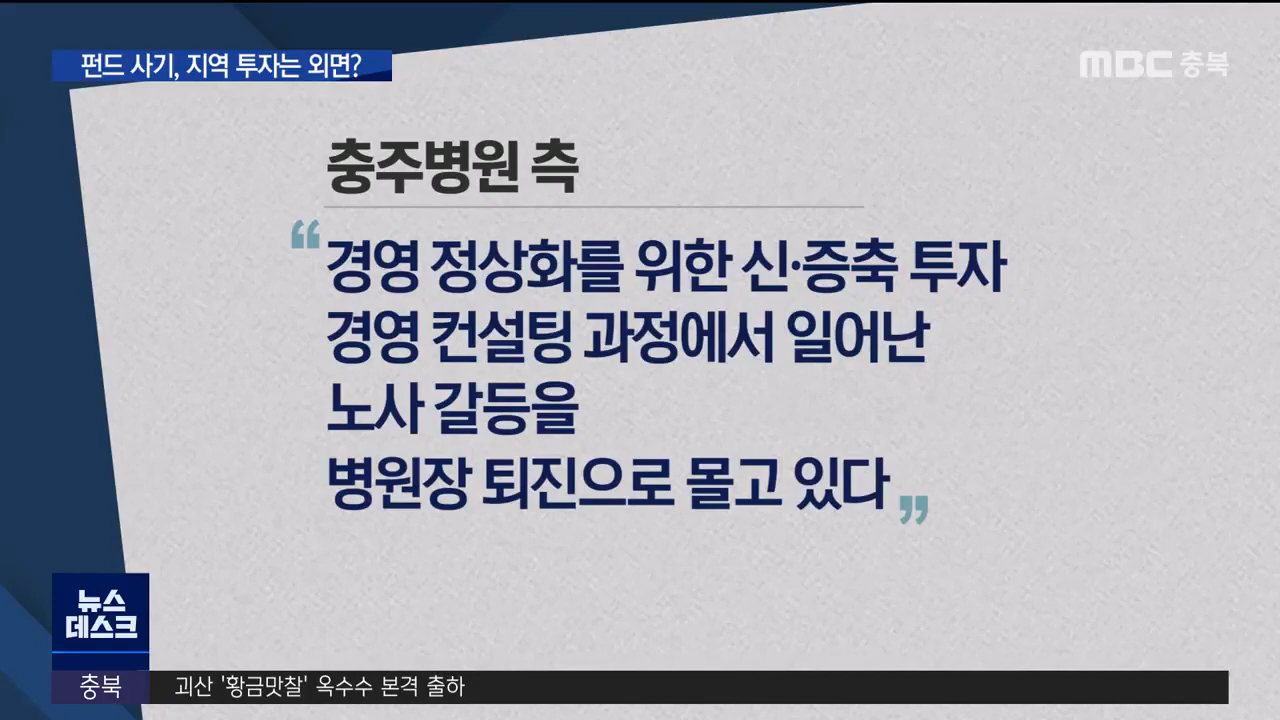 펀드 사기, 지역 투자는 외면?
MBC 충북
충주병원 측
“경영 정상화를 위한 신·증축 투자
경영 컨설팅 과정에서 일어난
노사 갈등을
병원장 퇴진으로 몰고 있다”
뉴스
데스크
충북
괴산 '황금맛찰' 옥수수 본격 출하